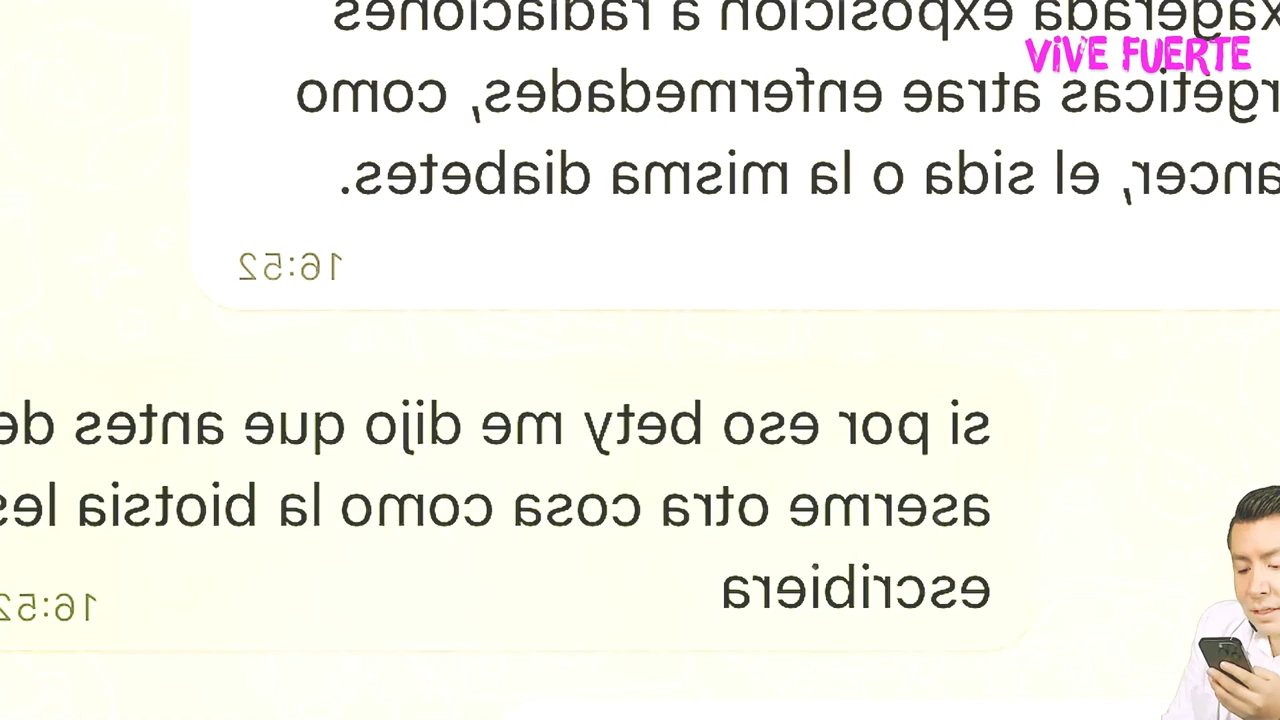 VIVE FUERTE
xagerada exposición a radiaciones
rgéticas atrae enfermedades, como
ancer, el sida o la misma diabetes.
16:52
si por eso bety me dijo que antes de
aserme otra cosa como la biotsia les
escribiera
16:52